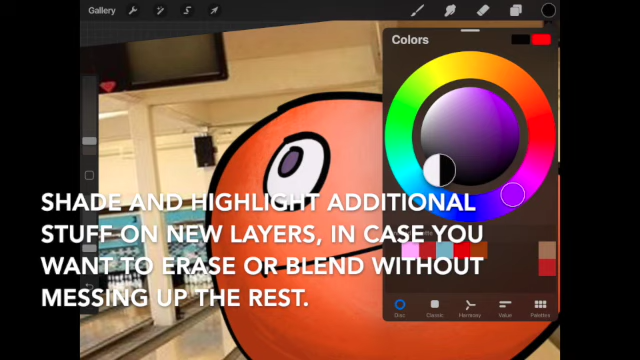 Gallery
Colors
SHADE AND HIGHLIGHT ADDITIONAL
STUFF ON NEW LAYERS, IN CASE YOU
WANT TO ERASE OR BLEND WITHOUT
MESSING UP THE REST.
Disc Classic Harmony Value Palettes